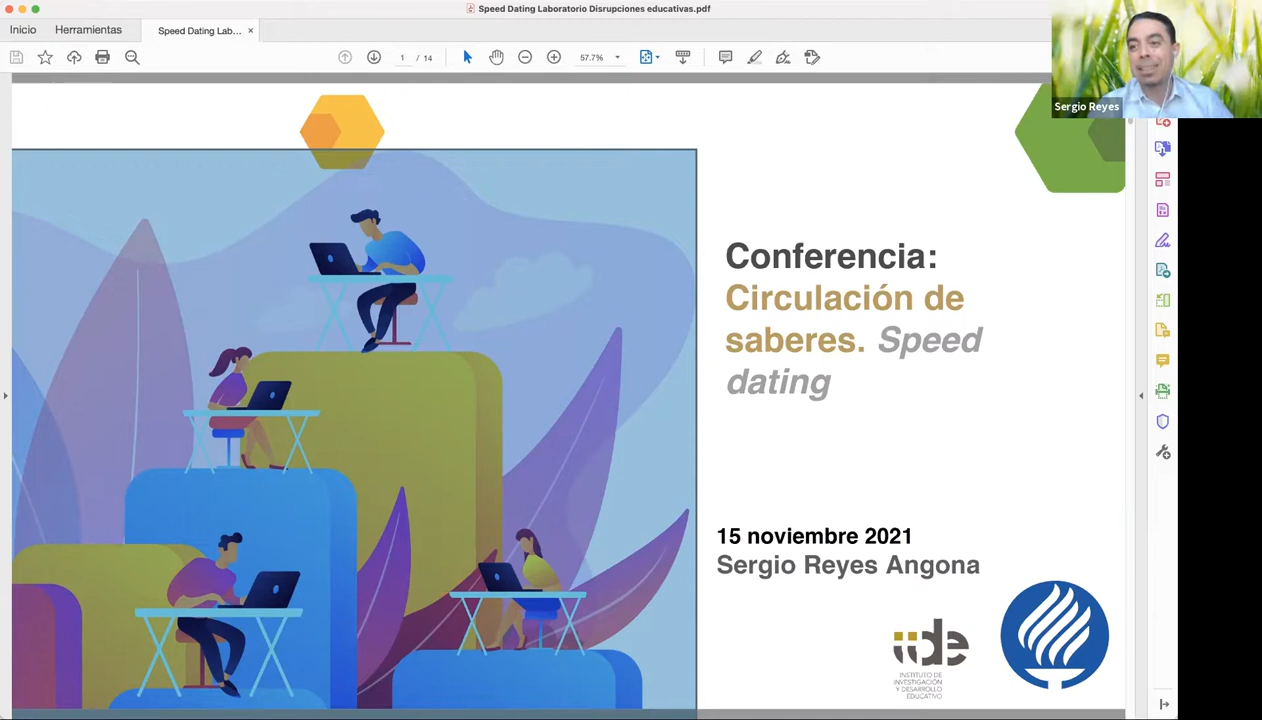 Speed Dating Laboratorio Disrupciones educativas.pdf
Inicio
Herramientas
Speed Dating Lab...
1 / 14
57.7%
Sergio Reyes
Conferencia:
Circulación de
saberes. Speed
dating
15 noviembre 2021
Sergio Reyes Angona
iide
INSTITUTO DE
INVESTIGACIÓN
Y DESARROLLO
EDUCATIVO